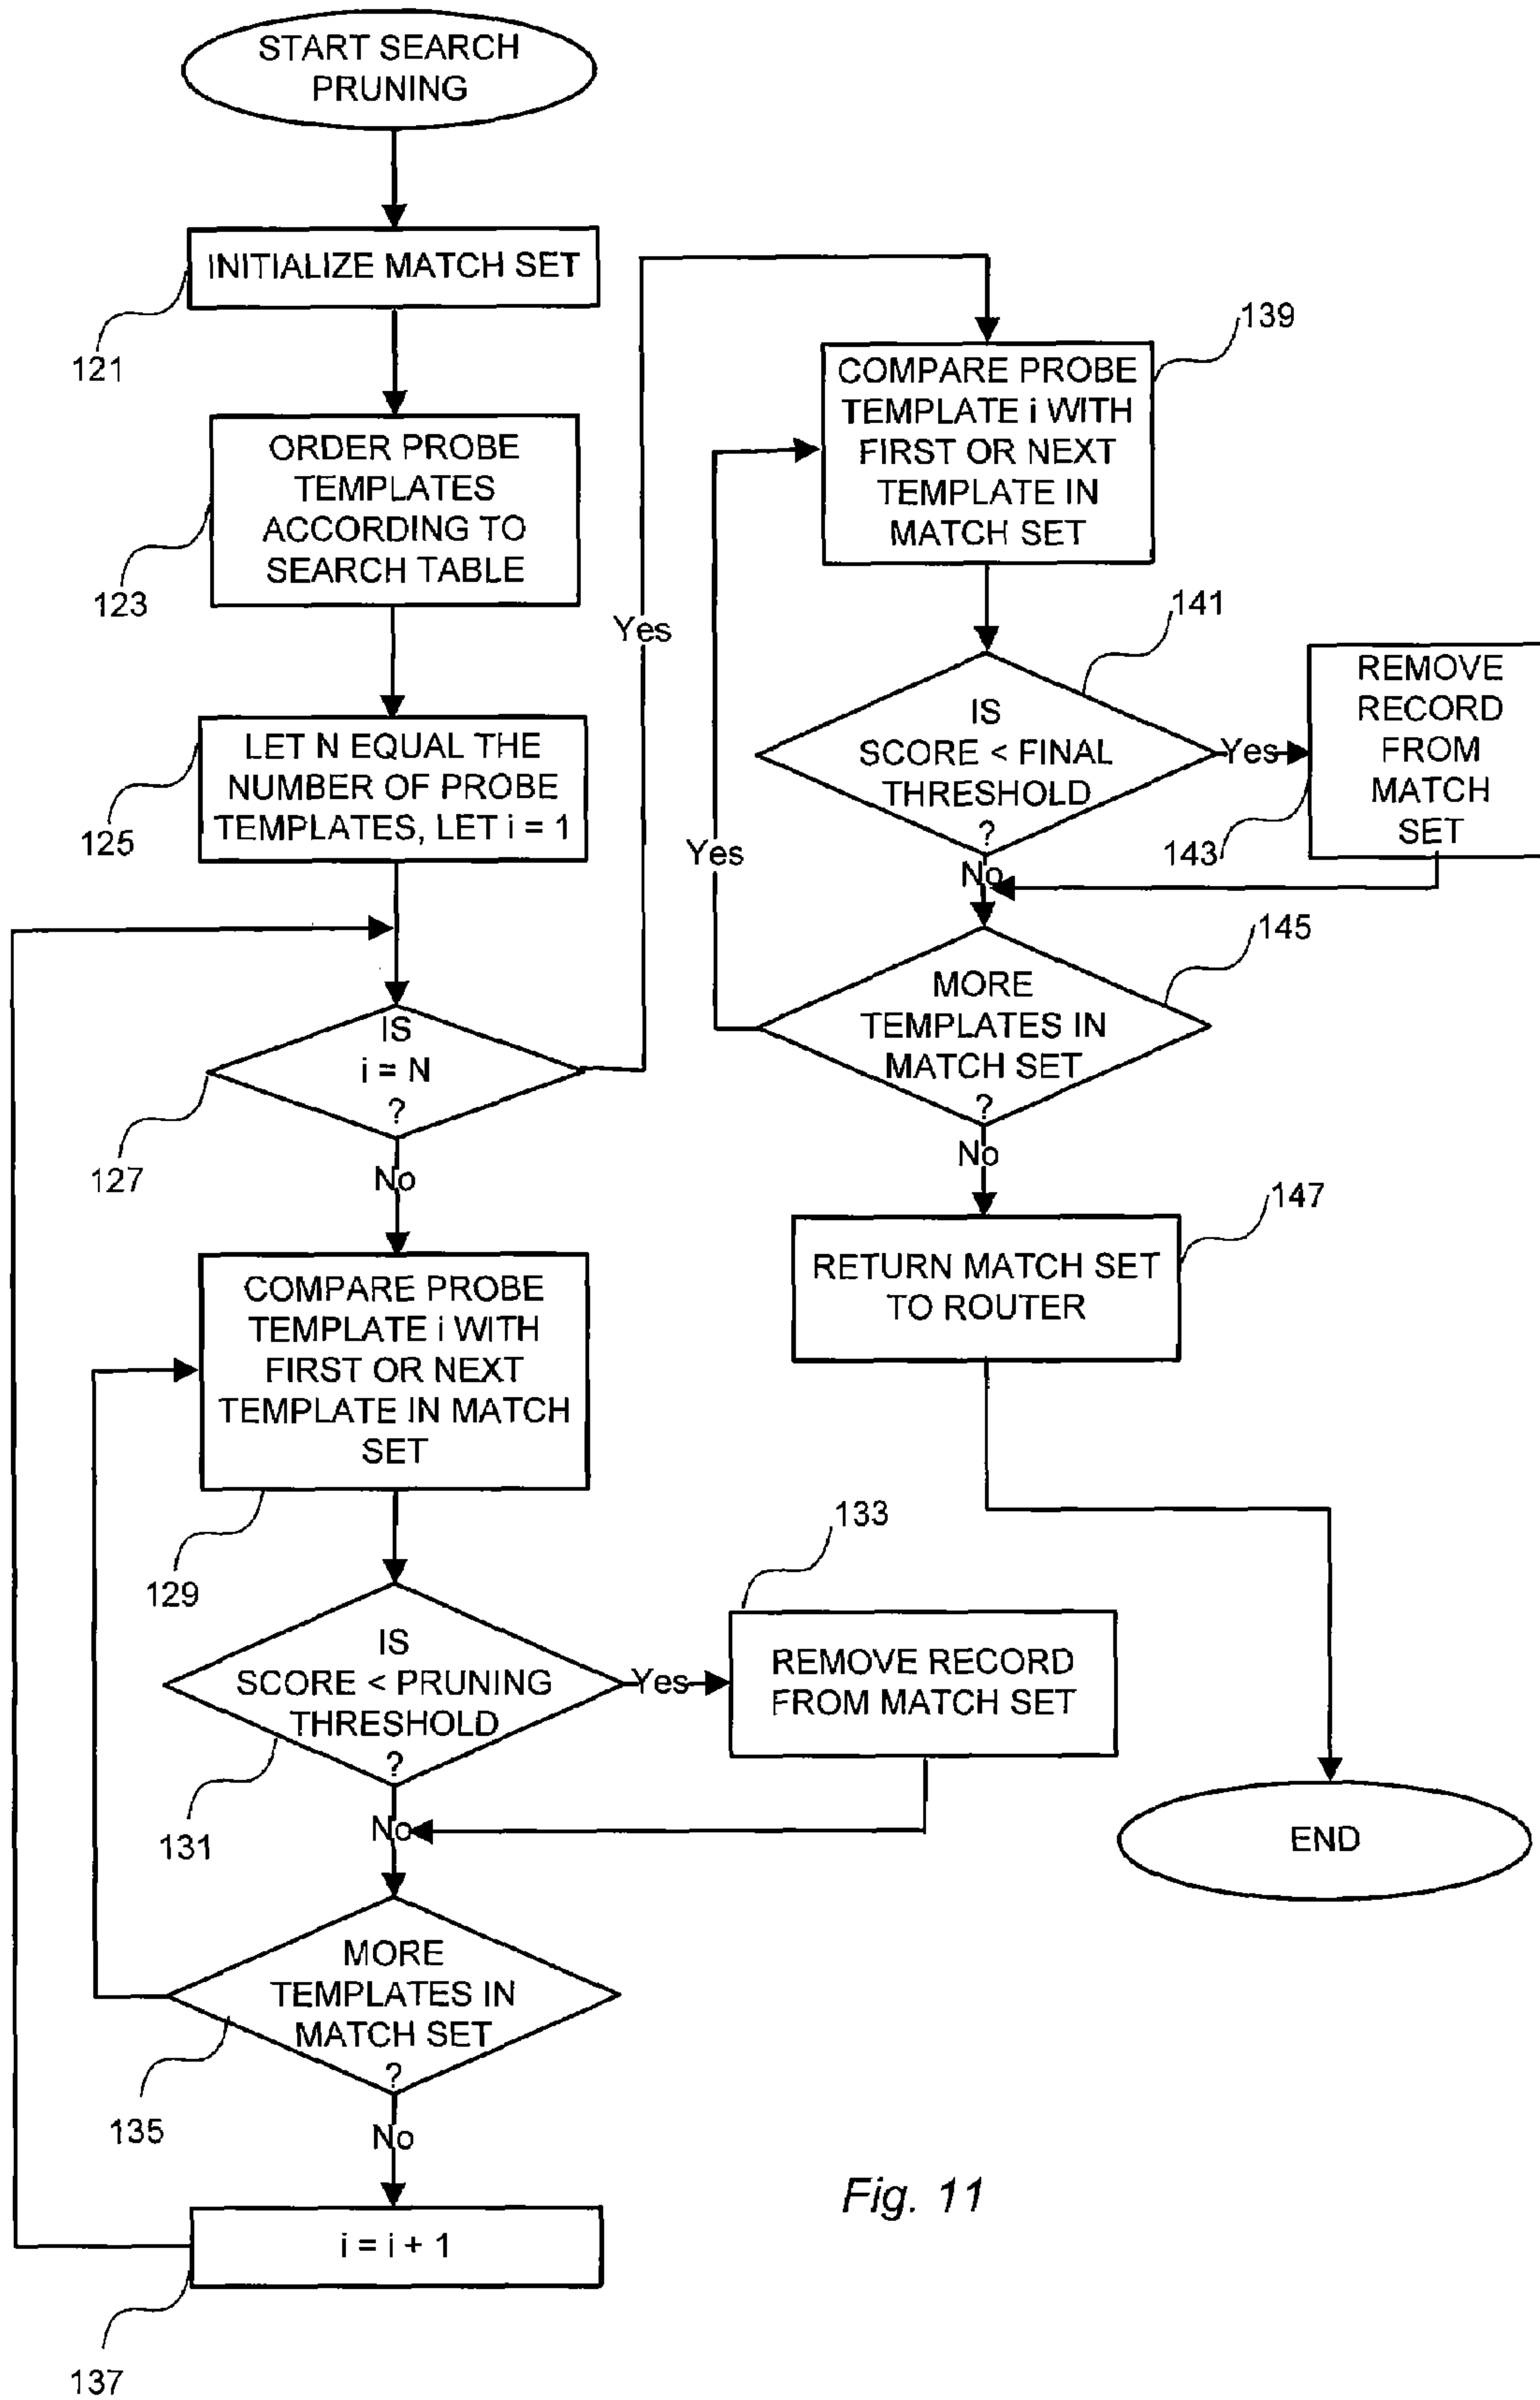 START SEARCH
PRUNING
INITIALIZE MATCH SET
121
ORDER PROBE
TEMPLATES
ACCORDING TO
SEARCH TABLE
123
LET N EQUAL THE
NUMBER OF PROBE
TEMPLATES, LET i = 1
125
IS
i = N
?
127
Yes
No
COMPARE PROBE
TEMPLATE i WITH
FIRST OR NEXT
TEMPLATE IN MATCH
SET
129
IS
SCORE < PRUNING
THRESHOLD
?
131
Yes
133
REMOVE RECORD
FROM MATCH SET
No
MORE
TEMPLATES IN
MATCH SET
?
135
No
i = i + 1
137
139
COMPARE PROBE
TEMPLATE i WITH
FIRST OR NEXT
TEMPLATE IN
MATCH SET
141
IS
SCORE < FINAL
THRESHOLD
?
Yes
REMOVE
RECORD
FROM
MATCH
SET
143
No
Yes
145
MORE
TEMPLATES IN
MATCH SET
?
No
147
RETURN MATCH SET
TO ROUTER
END
Fig. 11